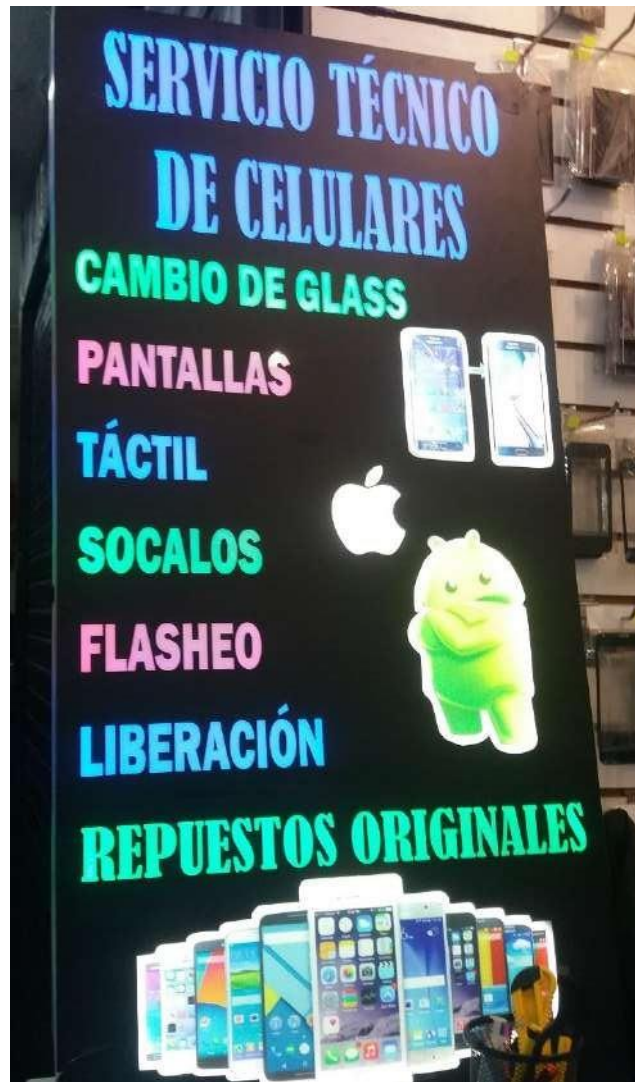 SERVICIO TÉCNICO
DE CELULARES
CAMBIO DE GLASS
PANTALLAS
TÁCTIL
SOCALOS
FLASHEO
LIBERACIÓN
REPUESTOS ORIGINALES